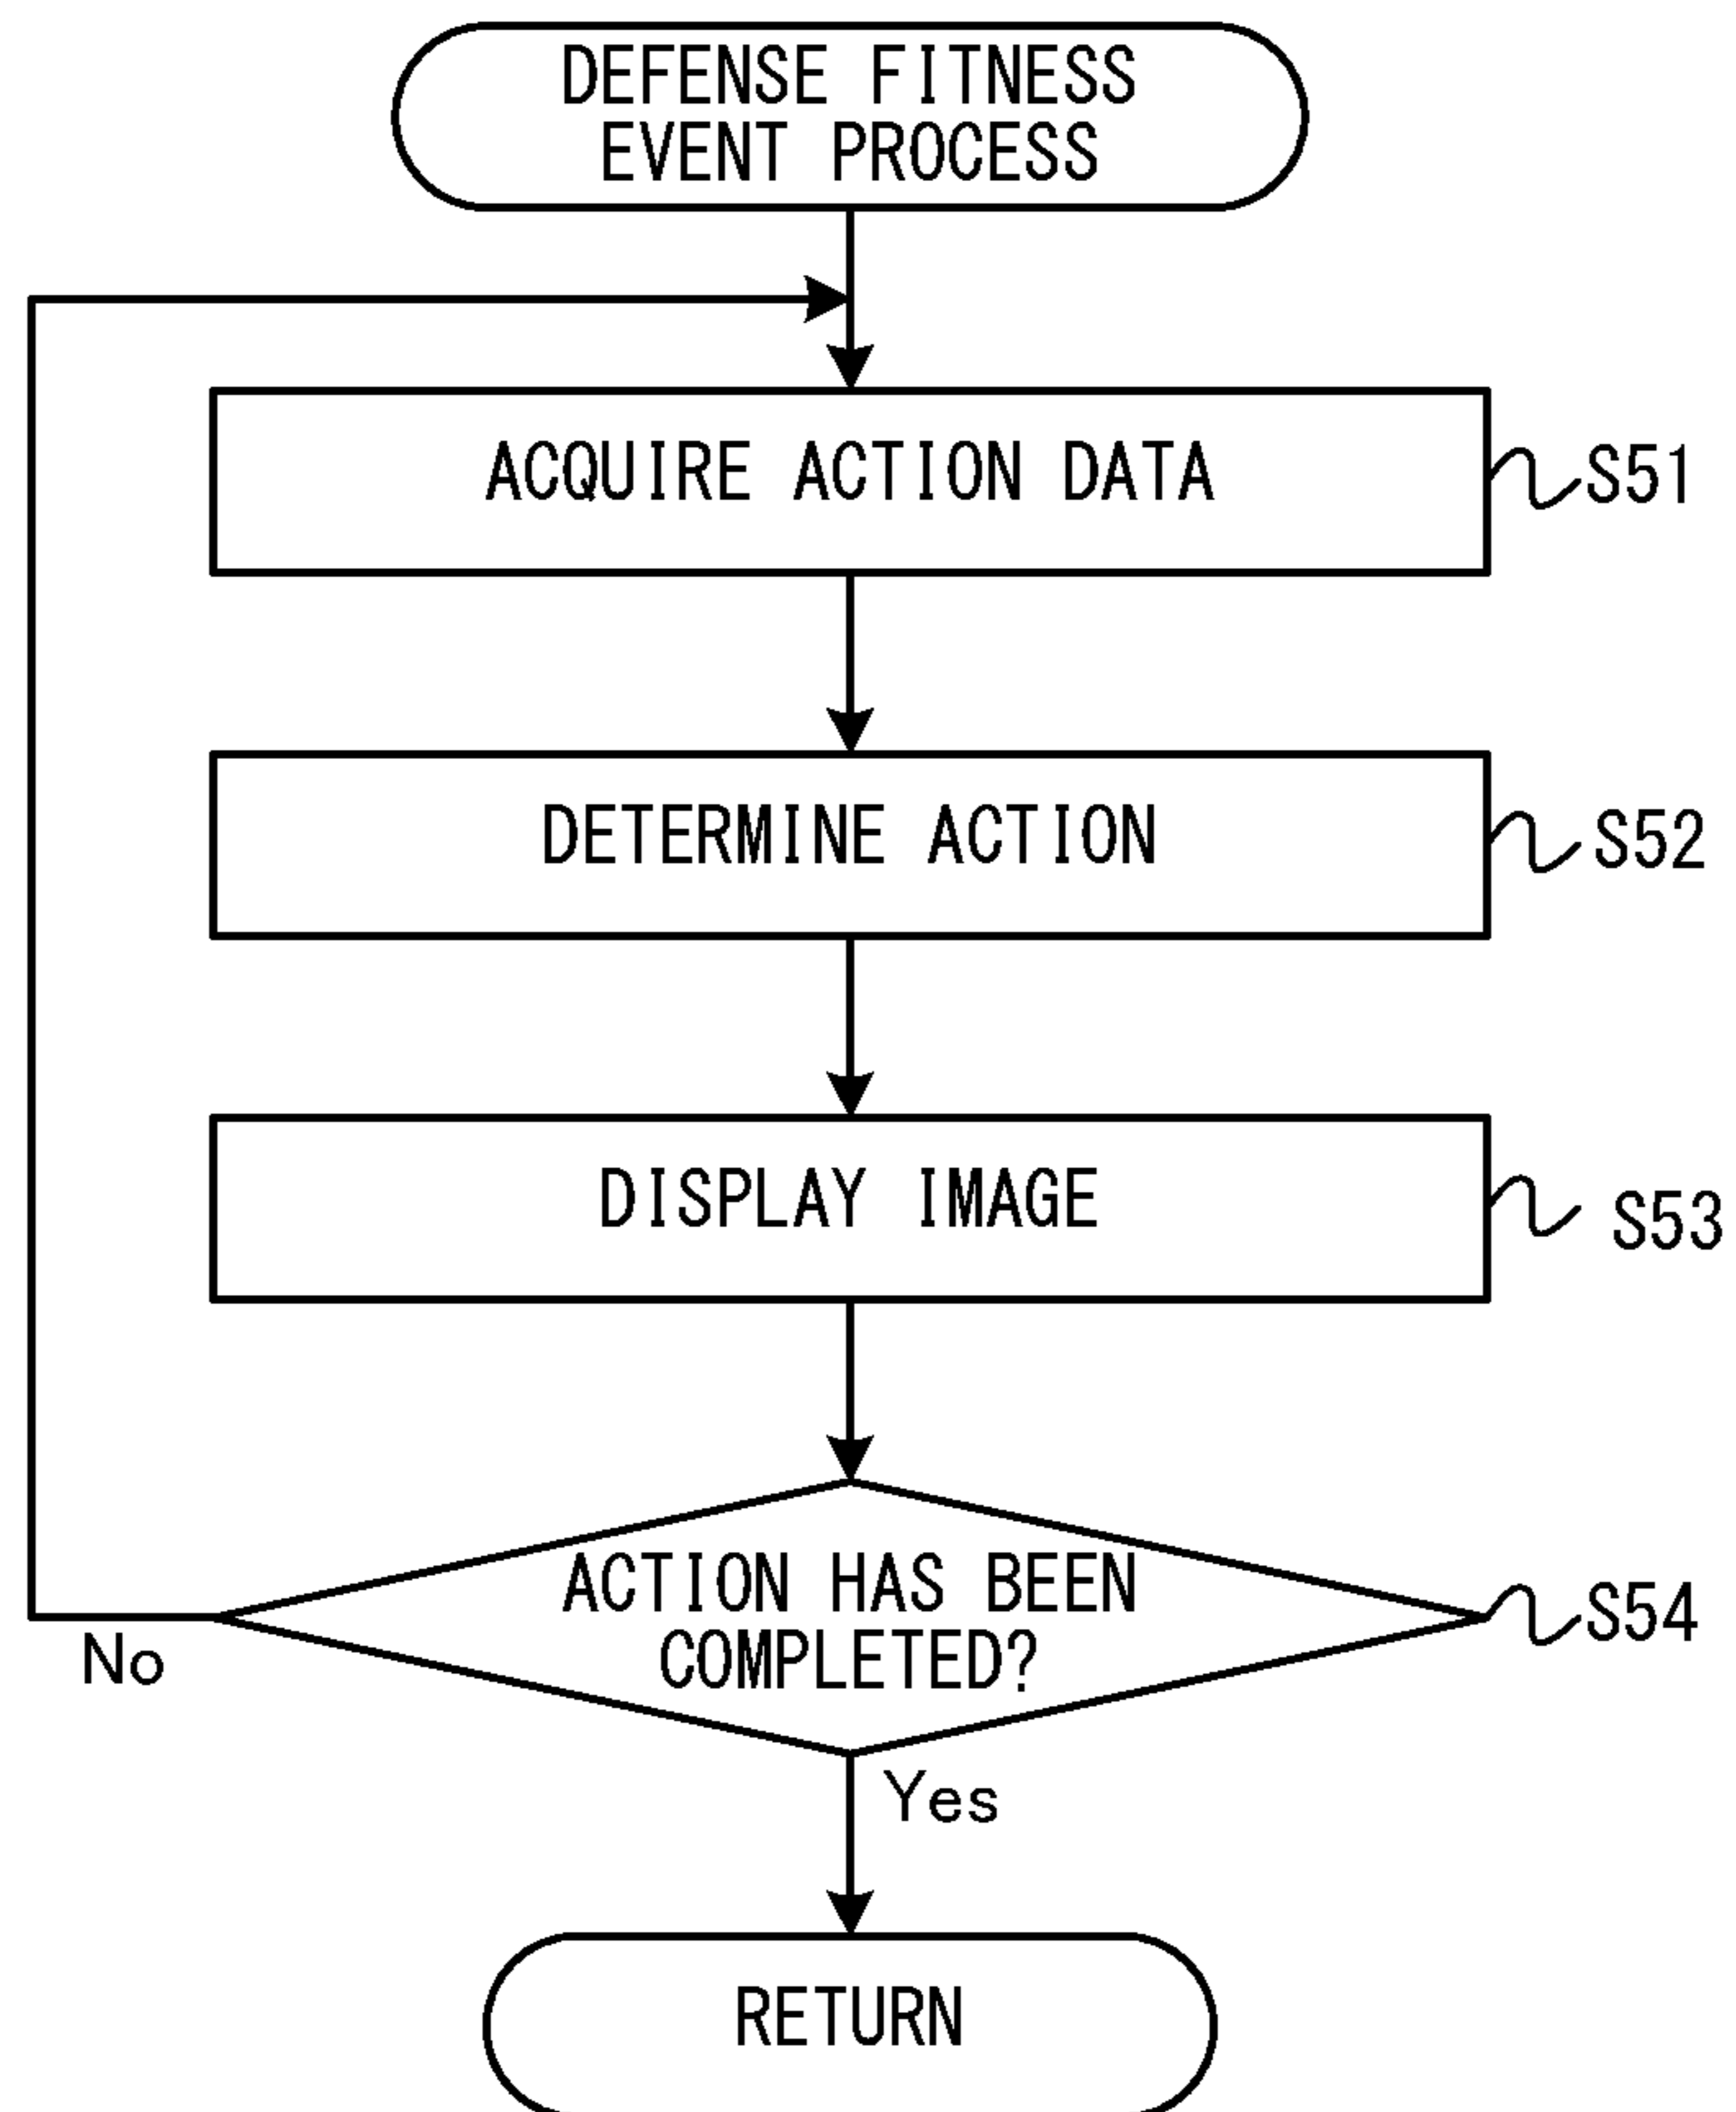 DEFENSE FITNESS
EVENT PROCESS
ACQUIRE ACTION DATA
S51
DETERMINE ACTION
S52
DISPLAY IMAGE
S53
ACTION HAS BEEN
COMPLETED?
S54
No
Yes
RETURN